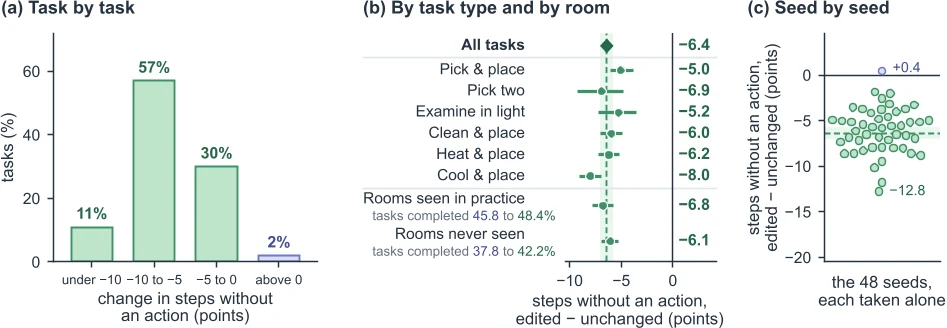 (a) Task by task
tasks (%)
60
40
20
0
11%
57%
30%
2%
under −10
−10 to −5
−5 to 0
above 0
change in steps without
an action (points)
(b) By task type and by room
All tasks −6.4
Pick & place −5.0
Pick two −6.9
Examine in light −5.2
Clean & place −6.0
Heat & place −6.2
Cool & place −8.0
Rooms seen in practice −6.8
tasks completed 45.8 to 48.4%
Rooms never seen −6.1
tasks completed 37.8 to 42.2%
−10
−5
0
steps without an action,
edited − unchanged (points)
(c) Seed by seed
steps without an action,
edited − unchanged (points)
0
−5
−10
−15
−20
+0.4
−12.8
the 48 seeds,
each taken alone